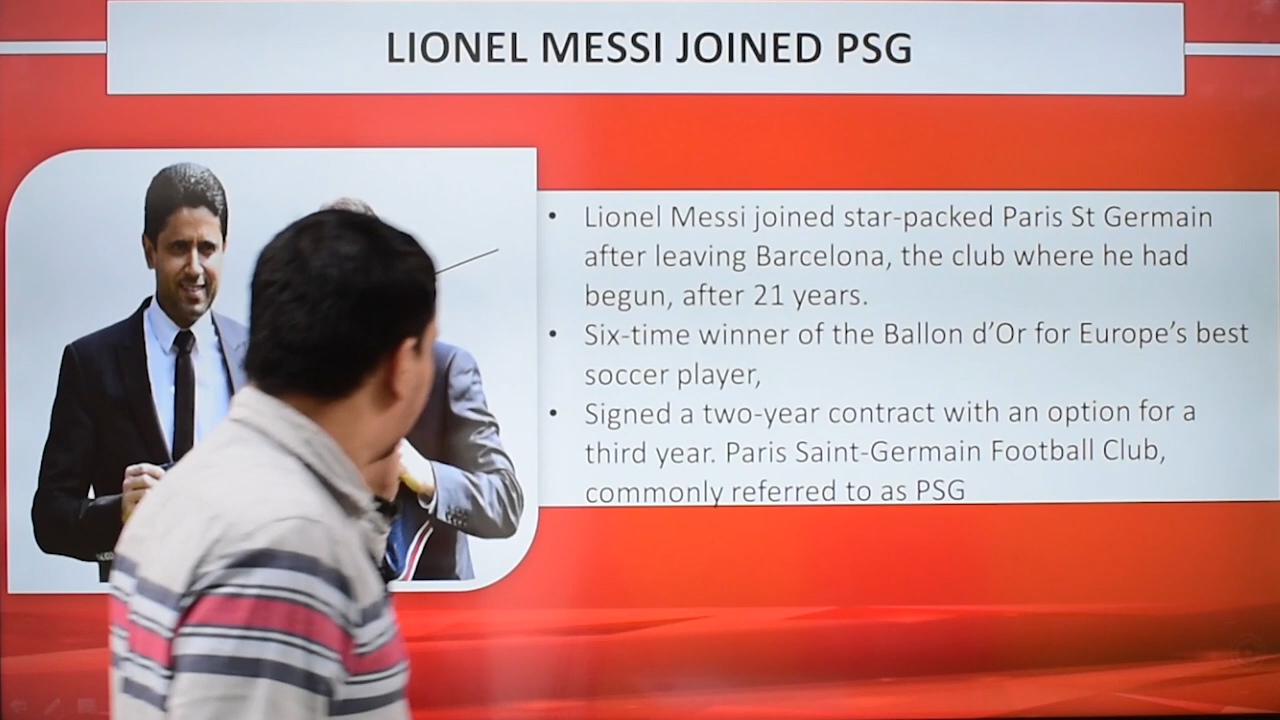 LIONEL MESSI JOINED PSG
• Lionel Messi joined star-packed Paris St Germain
after leaving Barcelona, the club where he had
begun, after 21 years.
• Six-time winner of the Ballon d’Or for Europe’s best
soccer player,
• Signed a two-year contract with an option for a
third year. Paris Saint-Germain Football Club,
commonly referred to as PSG